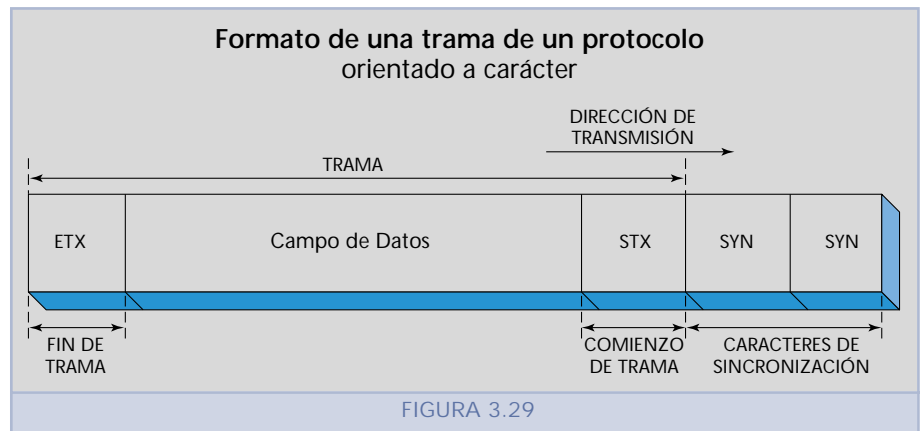 Formato de una trama de un protocolo
orientado a carácter
DIRECCIÓN DE
TRANSMISIÓN
TRAMA
ETX
Campo de Datos
STX
SYN
SYN
FIN DE
TRAMA
COMIENZO
DE TRAMA
CARACTERES DE
SINCRONIZACIÓN
FIGURA 3.29